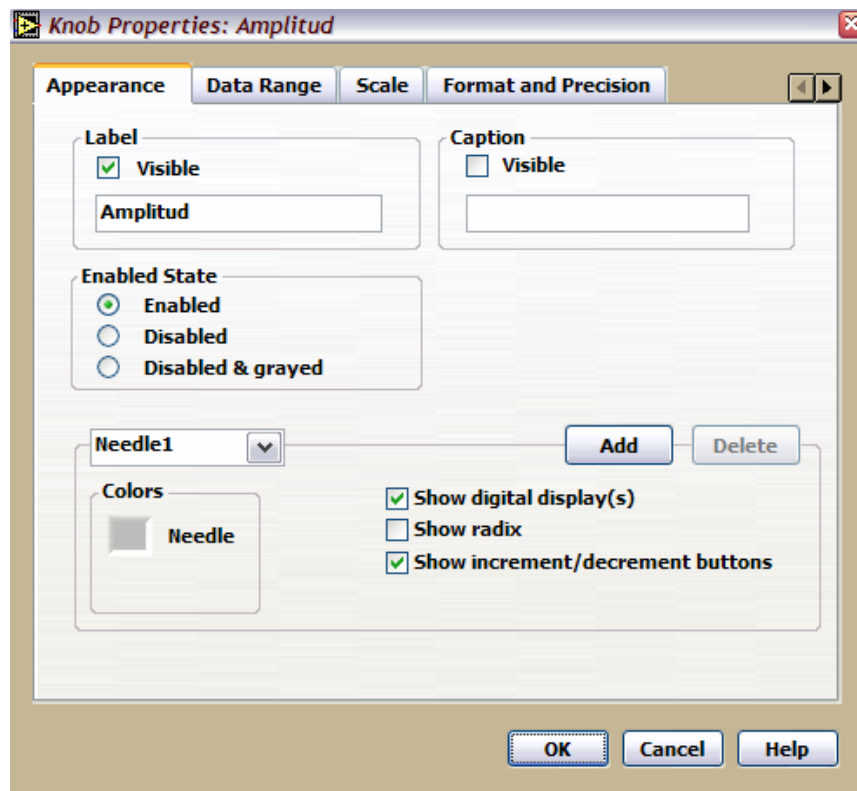 Knob Properties: Amplitud
Appearance Data Range Scale Format and Precision
Label
Visible
Amplitud
Caption
Visible
Enabled State
Enabled
Disabled
Disabled & grayed
Needle1
Add Delete
Colors
Needle
Show digital display(s)
Show radix
Show increment/decrement buttons
OK Cancel Help